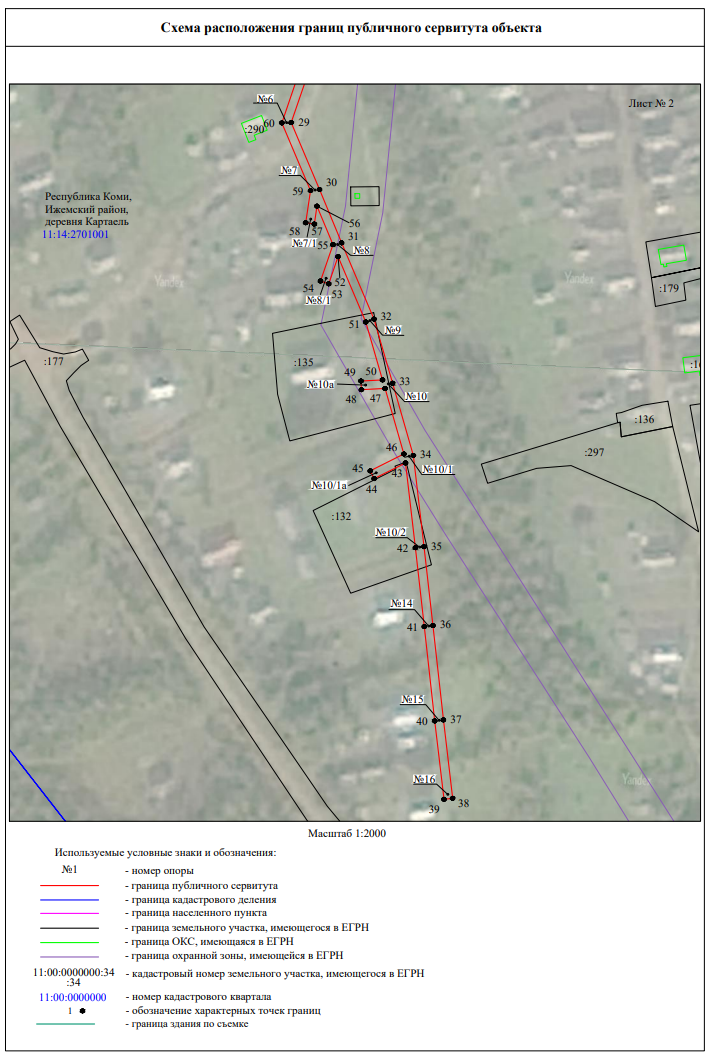 Схема расположения границ публичного сервитута объекта
Лист № 2
№6
60
29
:290
№7
30
59
Республика Коми,
Ижемский район,
деревня Картаель
11:14:2701001
56
58
57
31
№7/1
55
№8
54
52
53
№8/1
Yandex
Yandex
:179
32
51
№9
:177
:135
49
50
33
№10а
48
47
№10
:136
46
34
:297
45
43
№10/1
№10/1а
44
:132
№10/2
42
35
№14
41
36
№15
40
37
№16
Yandex
39
38
Масштаб 1:2000
Используемые условные знаки и обозначения:
№1 - номер опоры
- граница публичного сервитута
- граница кадастрового деления
- граница населенного пункта
- граница земельного участка, имеющегося в ЕГРН
- граница ОКС, имеющаяся в ЕГРН
- граница охранной зоны, имеющейся в ЕГРН
11:00:0000000:34 - кадастровый номер земельного участка, имеющегося в ЕГРН
:34
11:00:0000000 - номер кадастрового квартала
1 - обозначение характерных точек границ
- граница здания по съемке